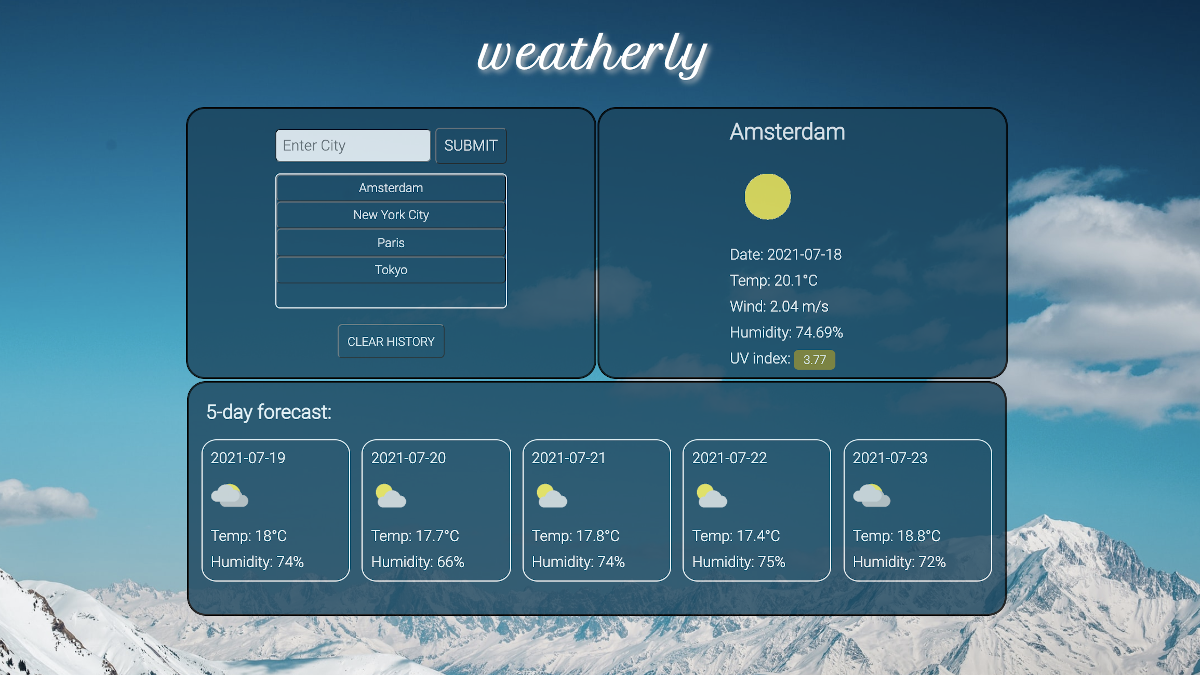 weatherly
Enter City
SUBMIT
Amsterdam
New York City
Paris
Tokyo
CLEAR HISTORY
Amsterdam
Date: 2021-07-18
Temp: 20.1°C
Wind: 2.04 m/s
Humidity: 74.69%
UV index: 3.77
5-day forecast:
2021-07-19
Temp: 18°C
Humidity: 74%
2021-07-20
Temp: 17.7°C
Humidity: 66%
2021-07-21
Temp: 17.8°C
Humidity: 74%
2021-07-22
Temp: 17.4°C
Humidity: 75%
2021-07-23
Temp: 18.8°C
Humidity: 72%